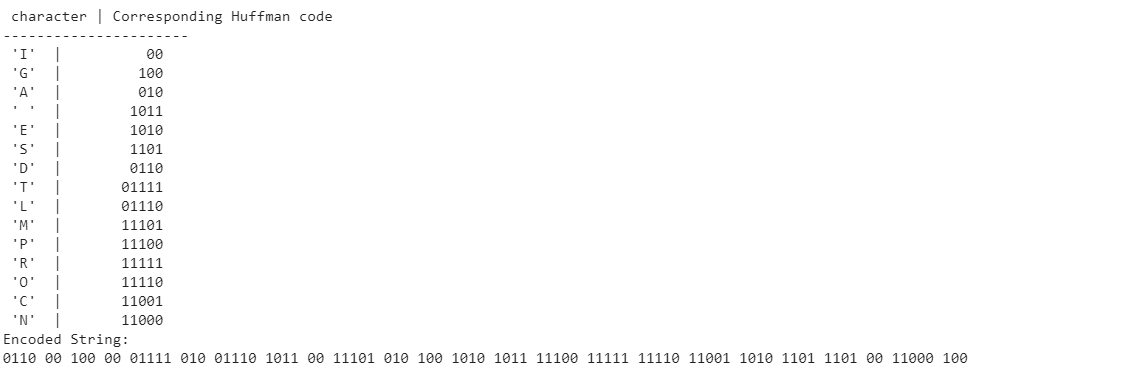 character | Corresponding Huffman code
----------------------
'I' | 00
'G' | 100
'A' | 010
' ' | 1011
'E' | 1010
'S' | 1101
'D' | 0110
'T' | 01111
'L' | 01110
'M' | 11101
'P' | 11100
'R' | 11111
'O' | 11110
'C' | 11001
'N' | 11000
Encoded String:
0110 00 100 00 01111 010 01110 1011 00 11101 010 100 1010 1011 11100 11111 11110 11001 1010 1101 1101 00 11000 100